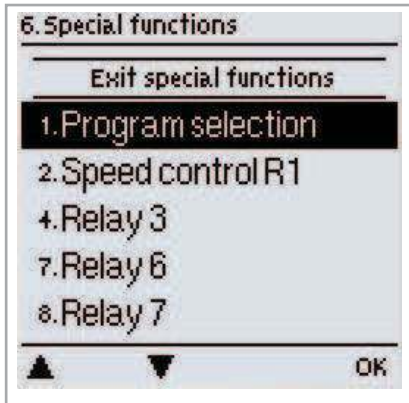 6.Special functions
Exit special functions
1.Program selection
2.Speed control R1
4.Relay 3
7.Relay 6
8.Relay 7
OK